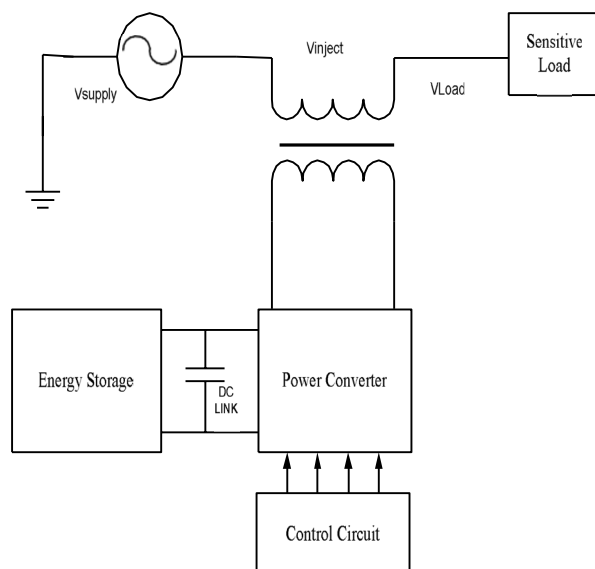 Vsupply
Vinject
VLoad
Sensitive
Load
Energy Storage
DC
LINK
Power Converter
Control Circuit